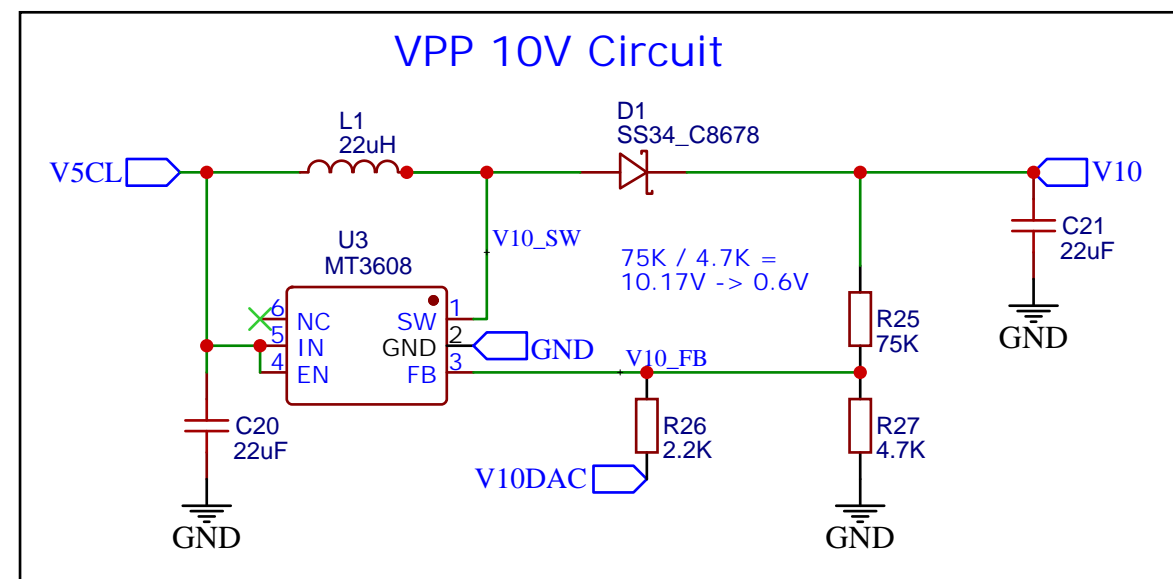 VPP 10V Circuit
L1
22uH
D1
SS34_C8678
V5CL
V10
V10_SW
U3
MT3608
75K / 4.7K =
10.17V -> 0.6V
C21
22uF
6
NC
SW
1
5
IN
GND
2
GND
4
EN
FB
3
V10_FB
R25
75K
GND
C20
22uF
R26
2.2K
R27
4.7K
V10DAC
GND
GND